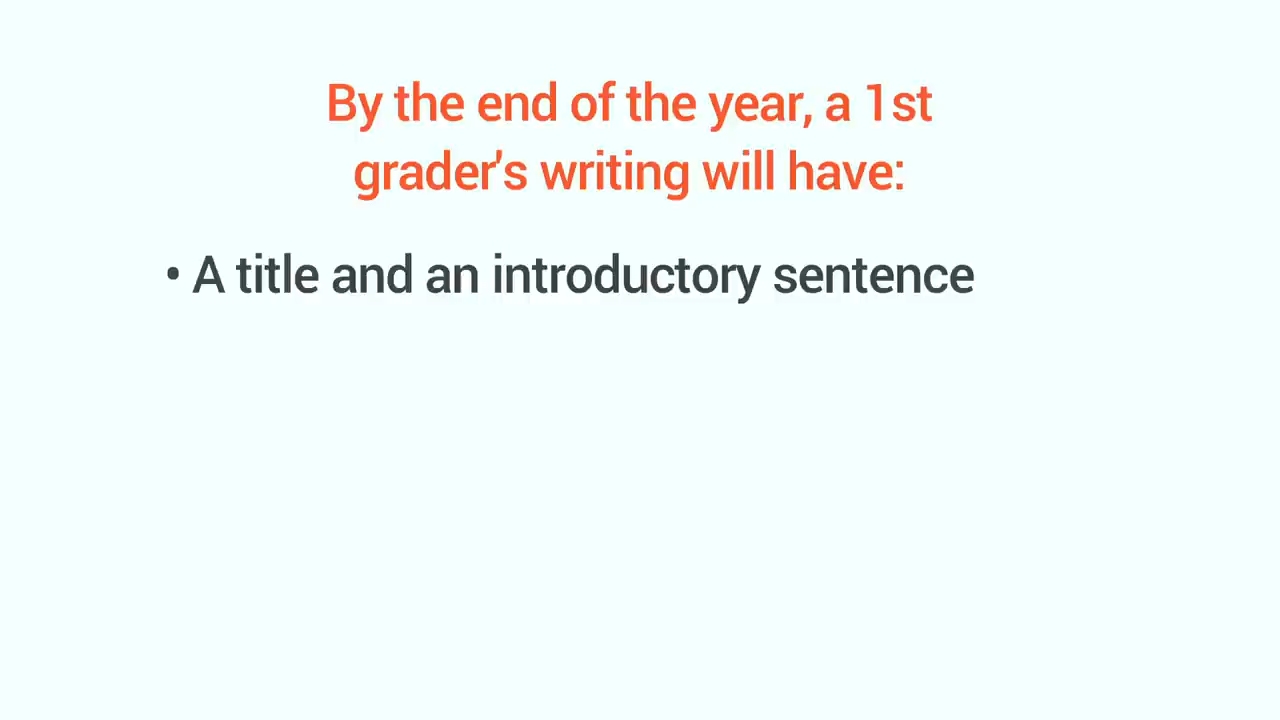 By the end of the year, a 1st
grader's writing will have:
• A title and an introductory sentence